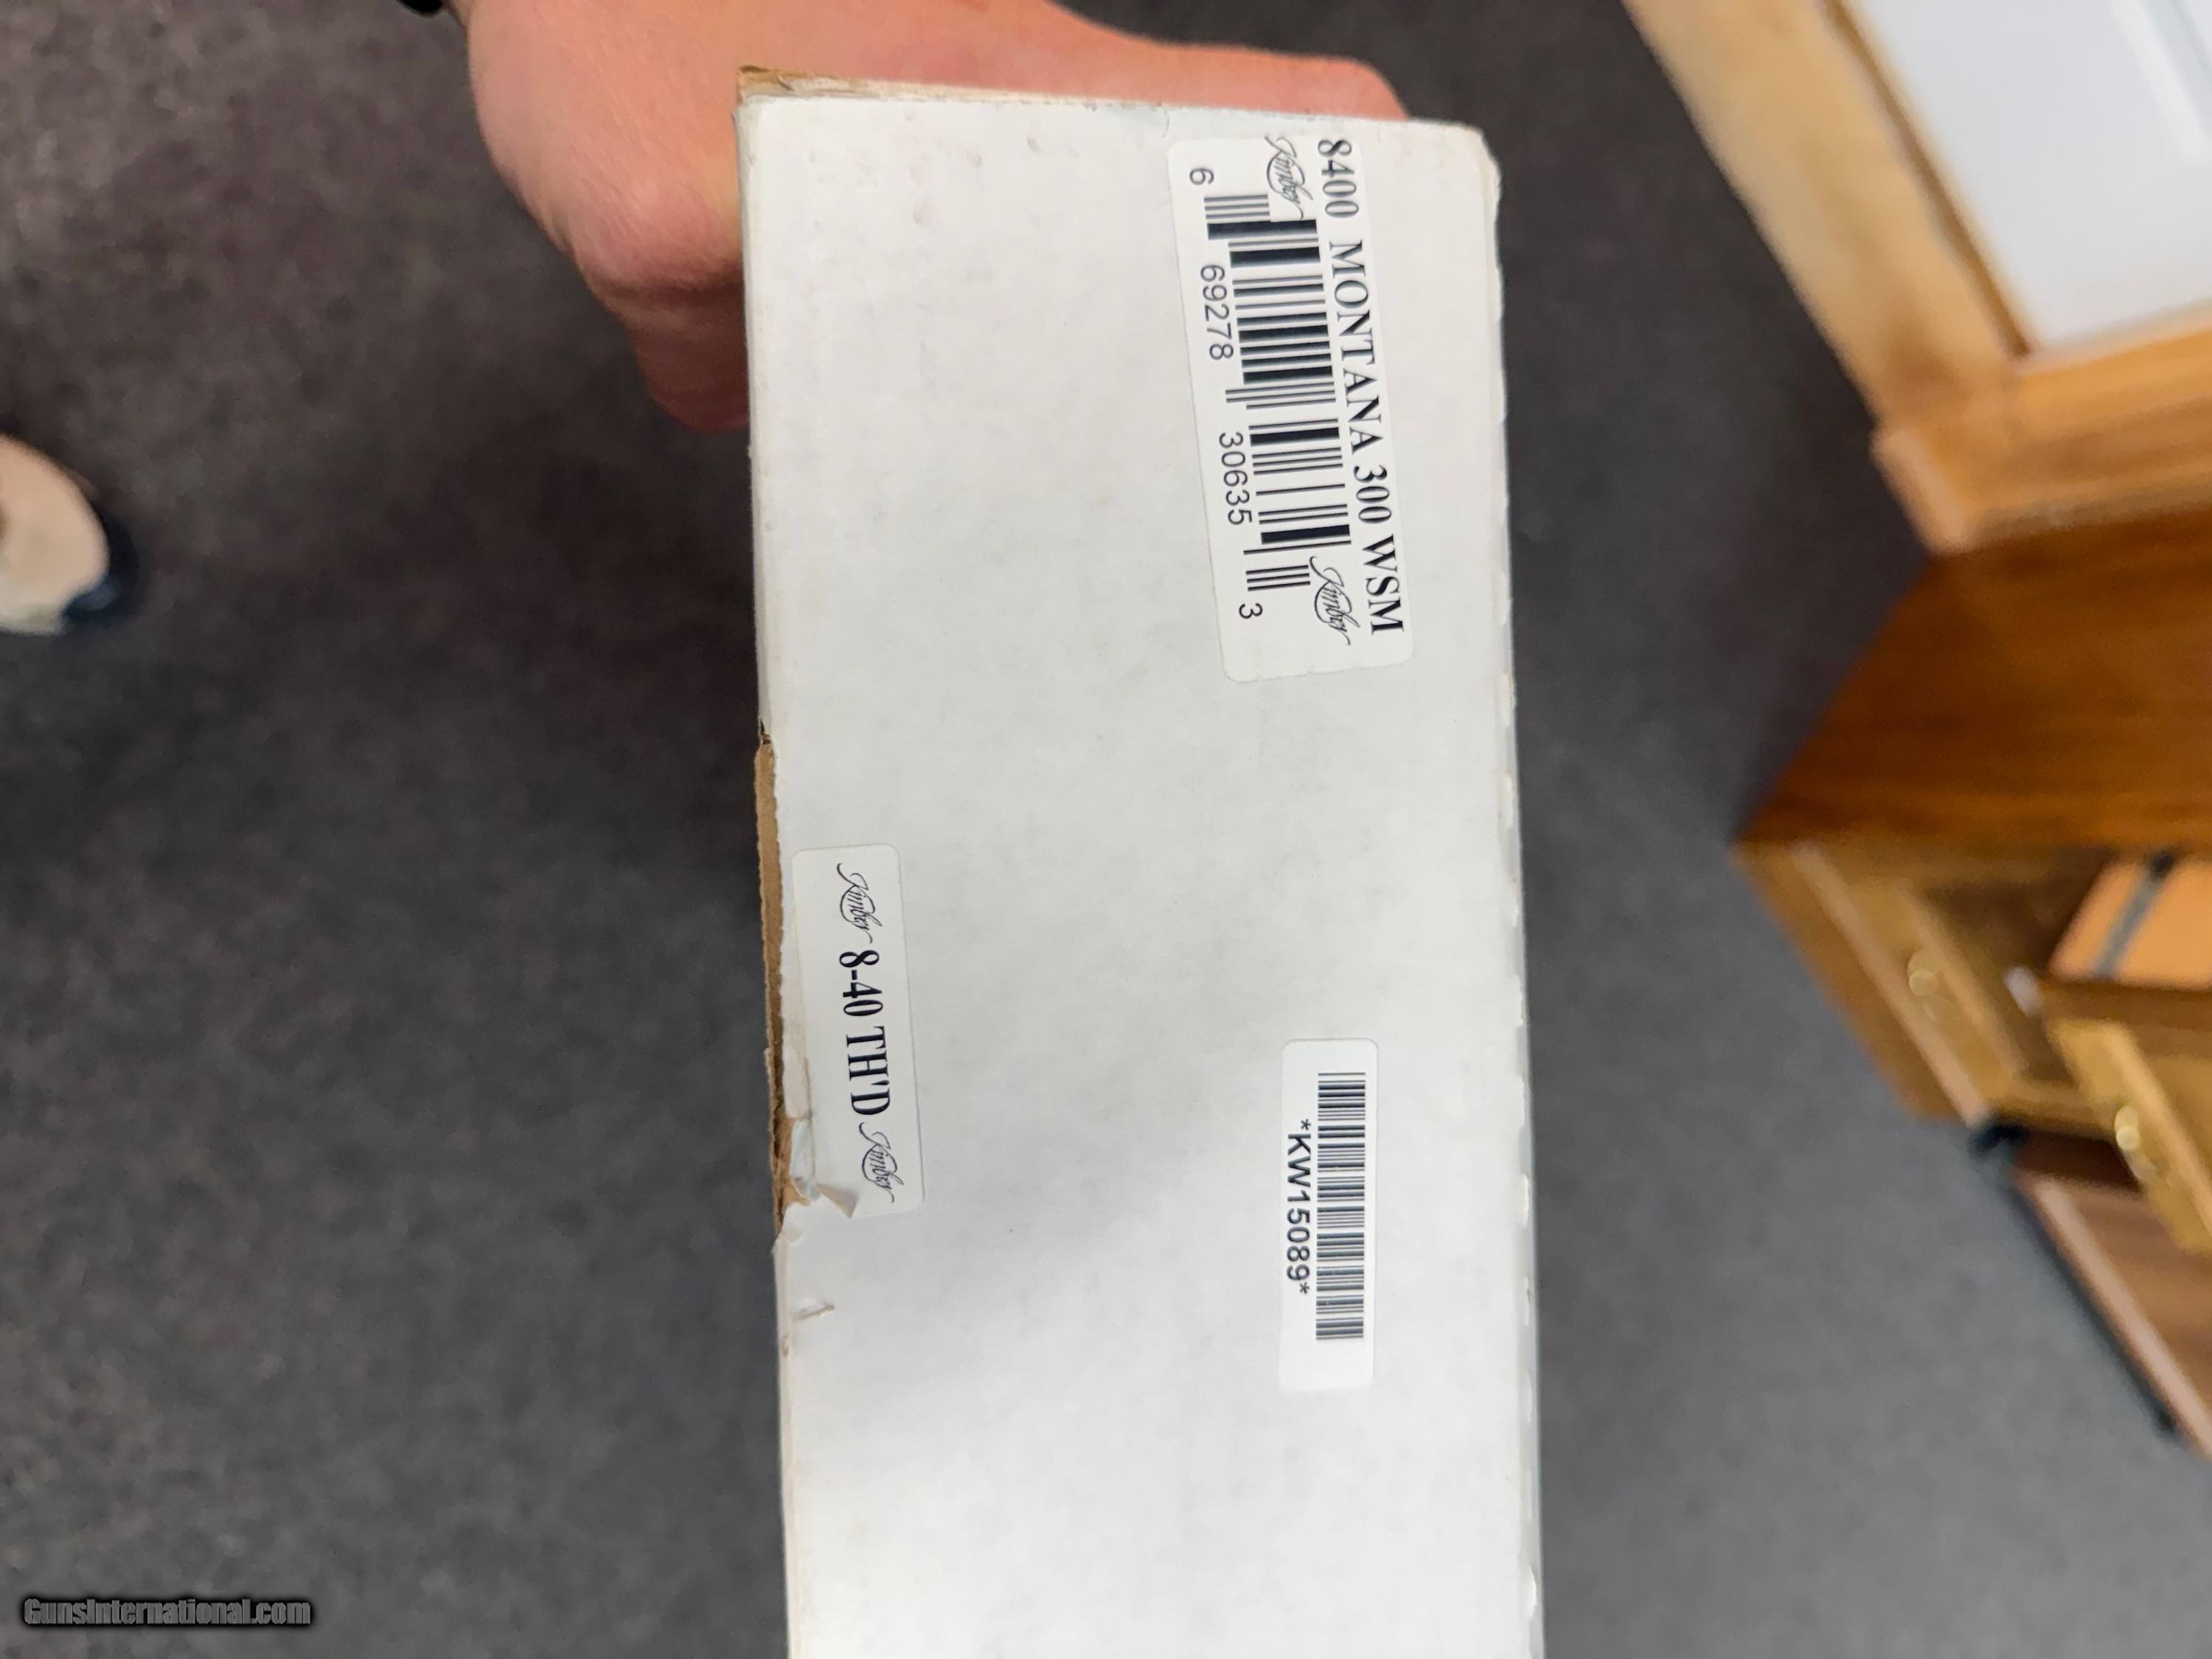 8400 MONTANA 300 WSM
Kimber
Kimber
6 69278 30635 3
*KW15089*
Kimber 8-40 TH'D Kimber
GunsInternational.com